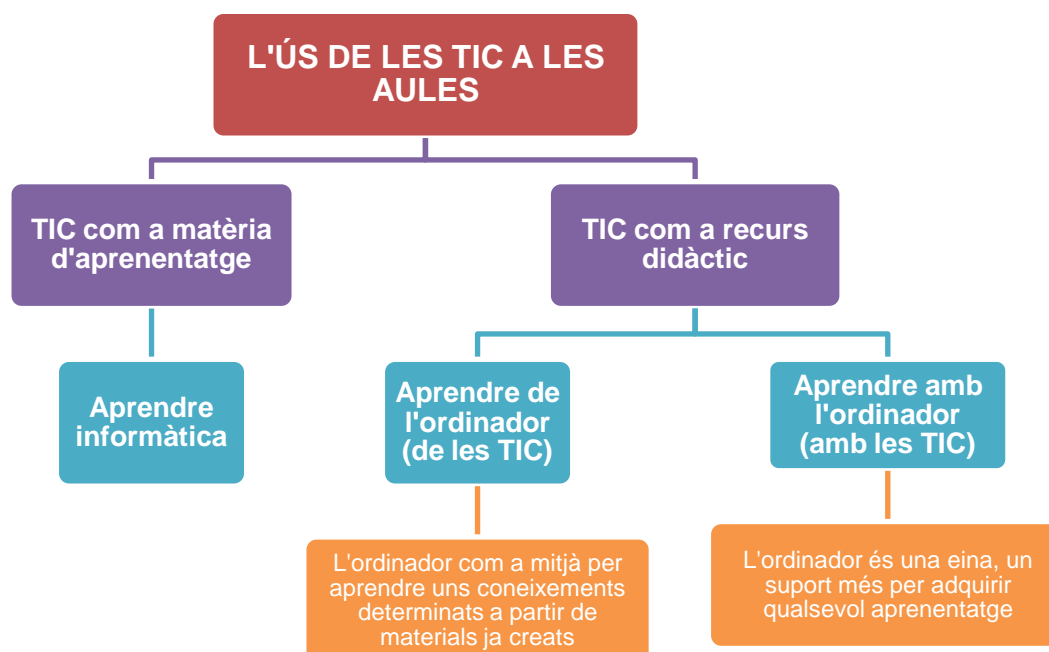 L'ÚS DE LES TIC A LES
AULES
TIC com a matèria
d'aprenentatge
TIC com a recurs
didàctic
Aprendre
informàtica
Aprendre de
l'ordinador
(de les TIC)
Aprendre amb
l'ordinador
(amb les TIC)
L'ordinador com a mitjà per
aprendre uns coneixements
determinats a partir de
materials ja creats
L'ordinador és una eina, un
suport més per adquirir
qualsevol aprenentatge